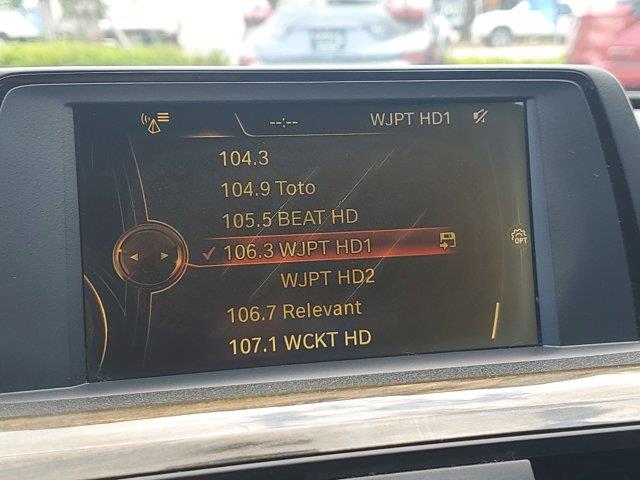 --:-- WJPT HD1
104.3
104.9 Toto
105.5 BEAT HD
106.3 WJPT HD1
WJPT HD2
OPT
106.7 Relevant
107.1 WCKT HD